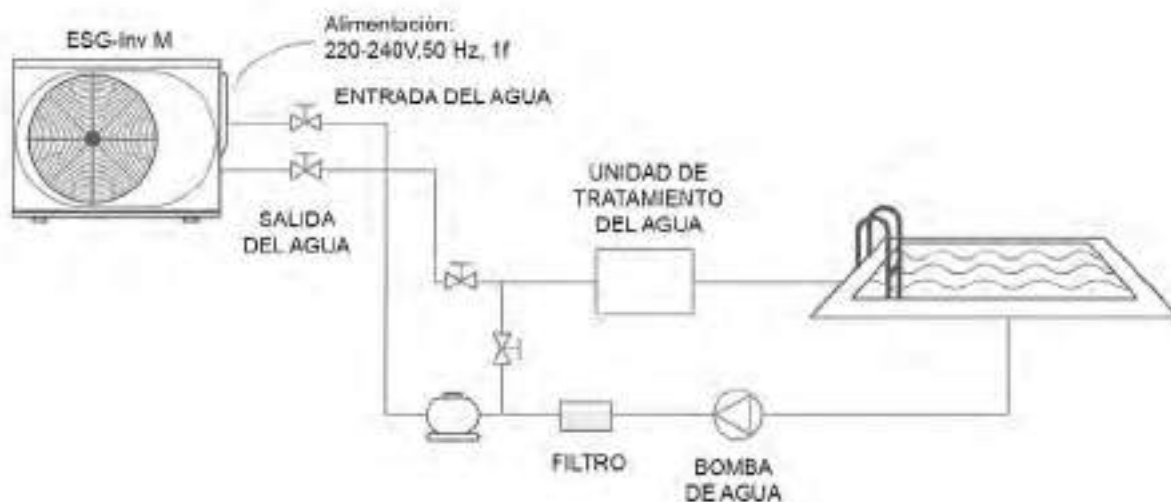 ESG-Inv M
Alimentación:
220-240V,50 Hz, 1f
ENTRADA DEL AGUA
SALIDA
DEL AGUA
UNIDAD DE
TRATAMIENTO
DEL AGUA
FILTRO
BOMBA
DE AGUA